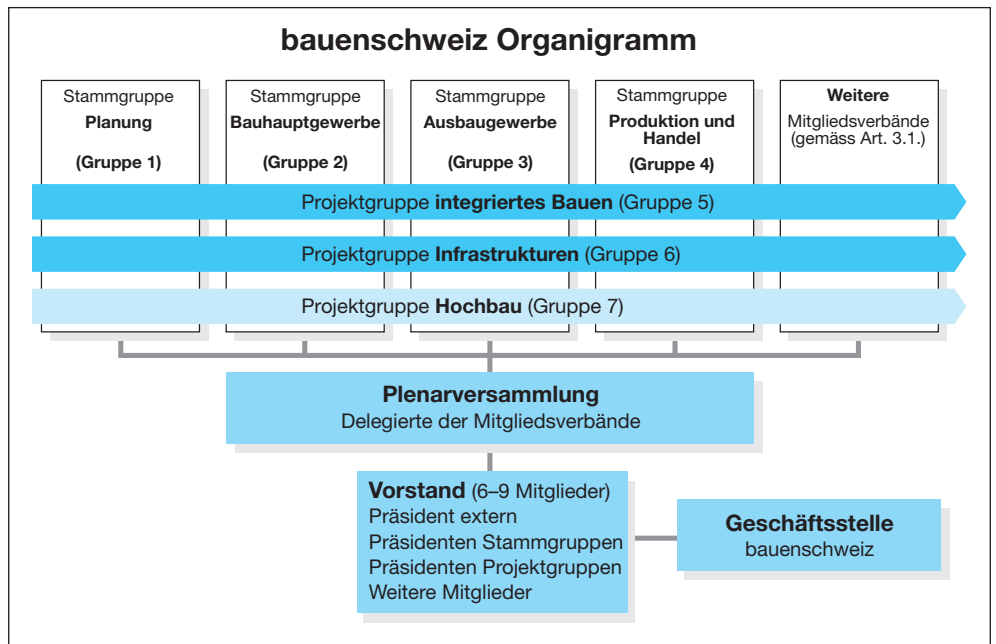 bauenschweiz Organigramm
Stammgruppe
Planung
(Gruppe 1)
Stammgruppe
Bauhauptgewerbe
(Gruppe 2)
Stammgruppe
Ausbaugewerbe
(Gruppe 3)
Stammgruppe
Produktion und
Handel
(Gruppe 4)
Weitere
Mitgliedsverbände
(gemäss Art. 3.1.)
Projektgruppe integriertes Bauen (Gruppe 5)
Projektgruppe Infrastrukturen (Gruppe 6)
Projektgruppe Hochbau (Gruppe 7)
Plenarversammlung
Delegierte der Mitgliedsverbände
Vorstand (6–9 Mitglieder)
Präsident extern
Präsidenten Stammgruppen
Präsidenten Projektgruppen
Weitere Mitglieder
Geschäftsstelle
bauenschweiz